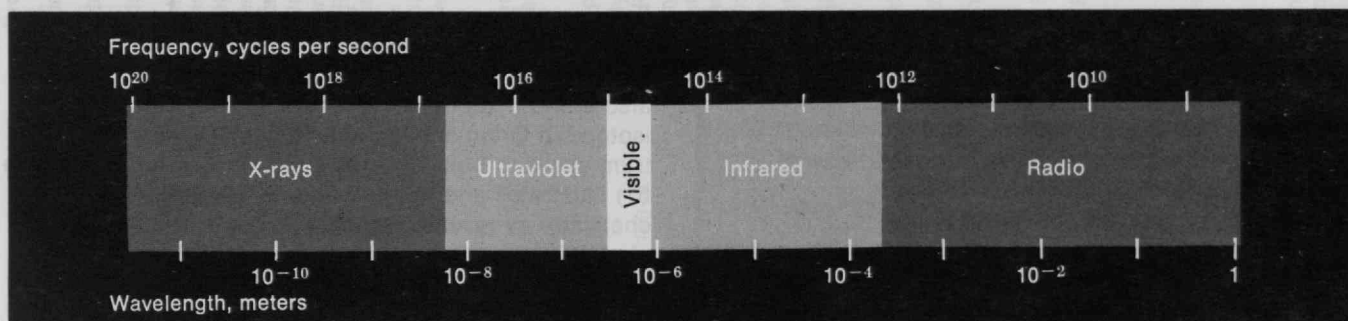 Frequency, cycles per second
10²⁰ 10¹⁸ 10¹⁶ 10¹⁴ 10¹² 10¹⁰
X-rays Ultraviolet Visible Infrared Radio
10⁻¹⁰ 10⁻⁸ 10⁻⁶ 10⁻⁴ 10⁻² 1
Wavelength, meters